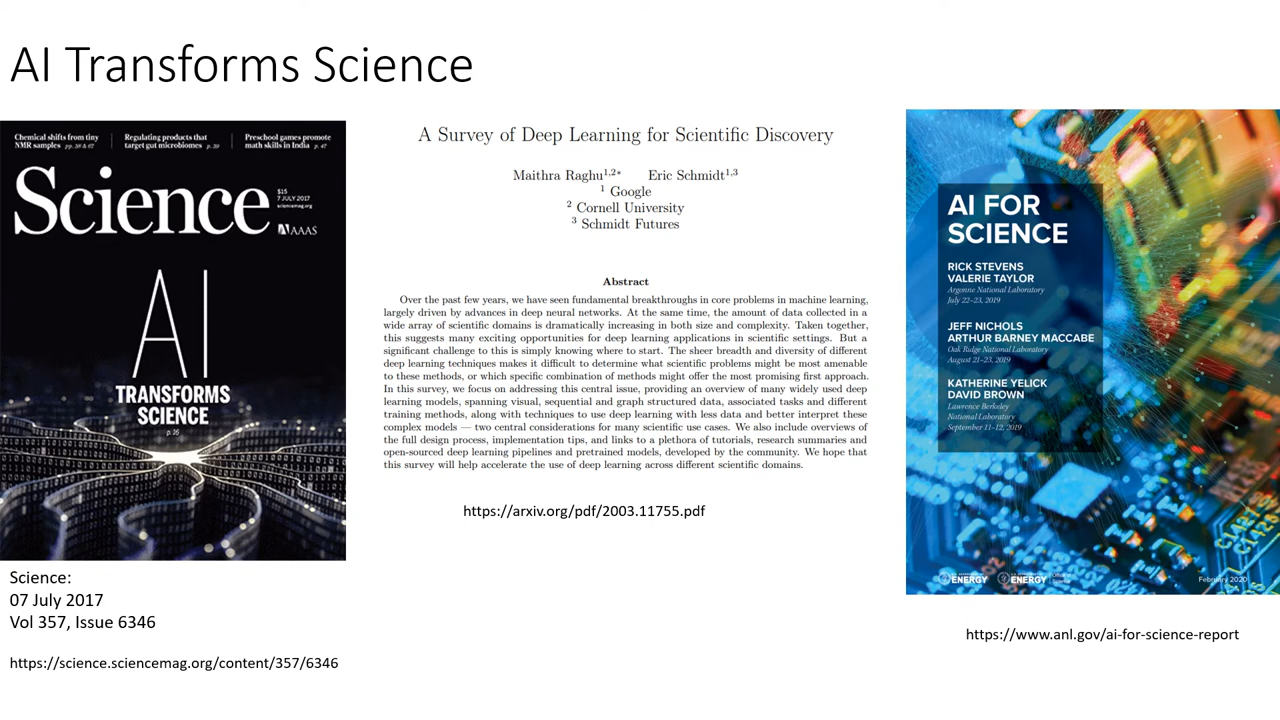 AI Transforms Science
Chemical shifts from tiny
NMR samples pp. 28 & 67
Regulating products that
target gut microbiomes p. 39
Preschool games promote
math skills in India p. 47
Science
$15
7 JULY 2017
sciencemag.org
AAAS
AI
TRANSFORMS
SCIENCE
p. 16
Science:
07 July 2017
Vol 357, Issue 6346
https://science.sciencemag.org/content/357/6346
A Survey of Deep Learning for Scientific Discovery
Maithra Raghu1,2* Eric Schmidt1,3
1 Google
2 Cornell University
3 Schmidt Futures
Abstract
Over the past few years, we have seen fundamental breakthroughs in core problems in machine learning,
largely driven by advances in deep neural networks. At the same time, the amount of data collected in a
wide array of scientific domains is dramatically increasing in both size and complexity. Taken together,
this suggests many exciting opportunities for deep learning applications in scientific settings. But a
significant challenge to this is simply knowing where to start. The sheer breadth and diversity of different
deep learning techniques makes it difficult to determine what scientific problems might be most amenable
to these methods, or which specific combination of methods might offer the most promising first approach.
In this survey, we focus on addressing this central issue, providing an overview of many widely used deep
learning models, spanning visual, sequential and graph structured data, associated tasks and different
training methods, along with techniques to use deep learning with less data and better interpret these
complex models — two central considerations for many scientific use cases. We also include overviews of
the full design process, implementation tips, and links to a plethora of tutorials, research summaries and
open-sourced deep learning pipelines and pretrained models, developed by the community. We hope that
this survey will help accelerate the use of deep learning across different scientific domains.
https://arxiv.org/pdf/2003.11755.pdf
AI FOR
SCIENCE
RICK STEVENS
VALERIE TAYLOR
Argonne National Laboratory
July 22–23, 2019
JEFF NICHOLS
ARTHUR BARNEY MACCABE
Oak Ridge National Laboratory
August 21–23, 2019
KATHERINE YELICK
DAVID BROWN
Lawrence Berkeley
National Laboratory
September 11–12, 2019
ENERGY
ENERGY
February 2020
https://www.anl.gov/ai-for-science-report